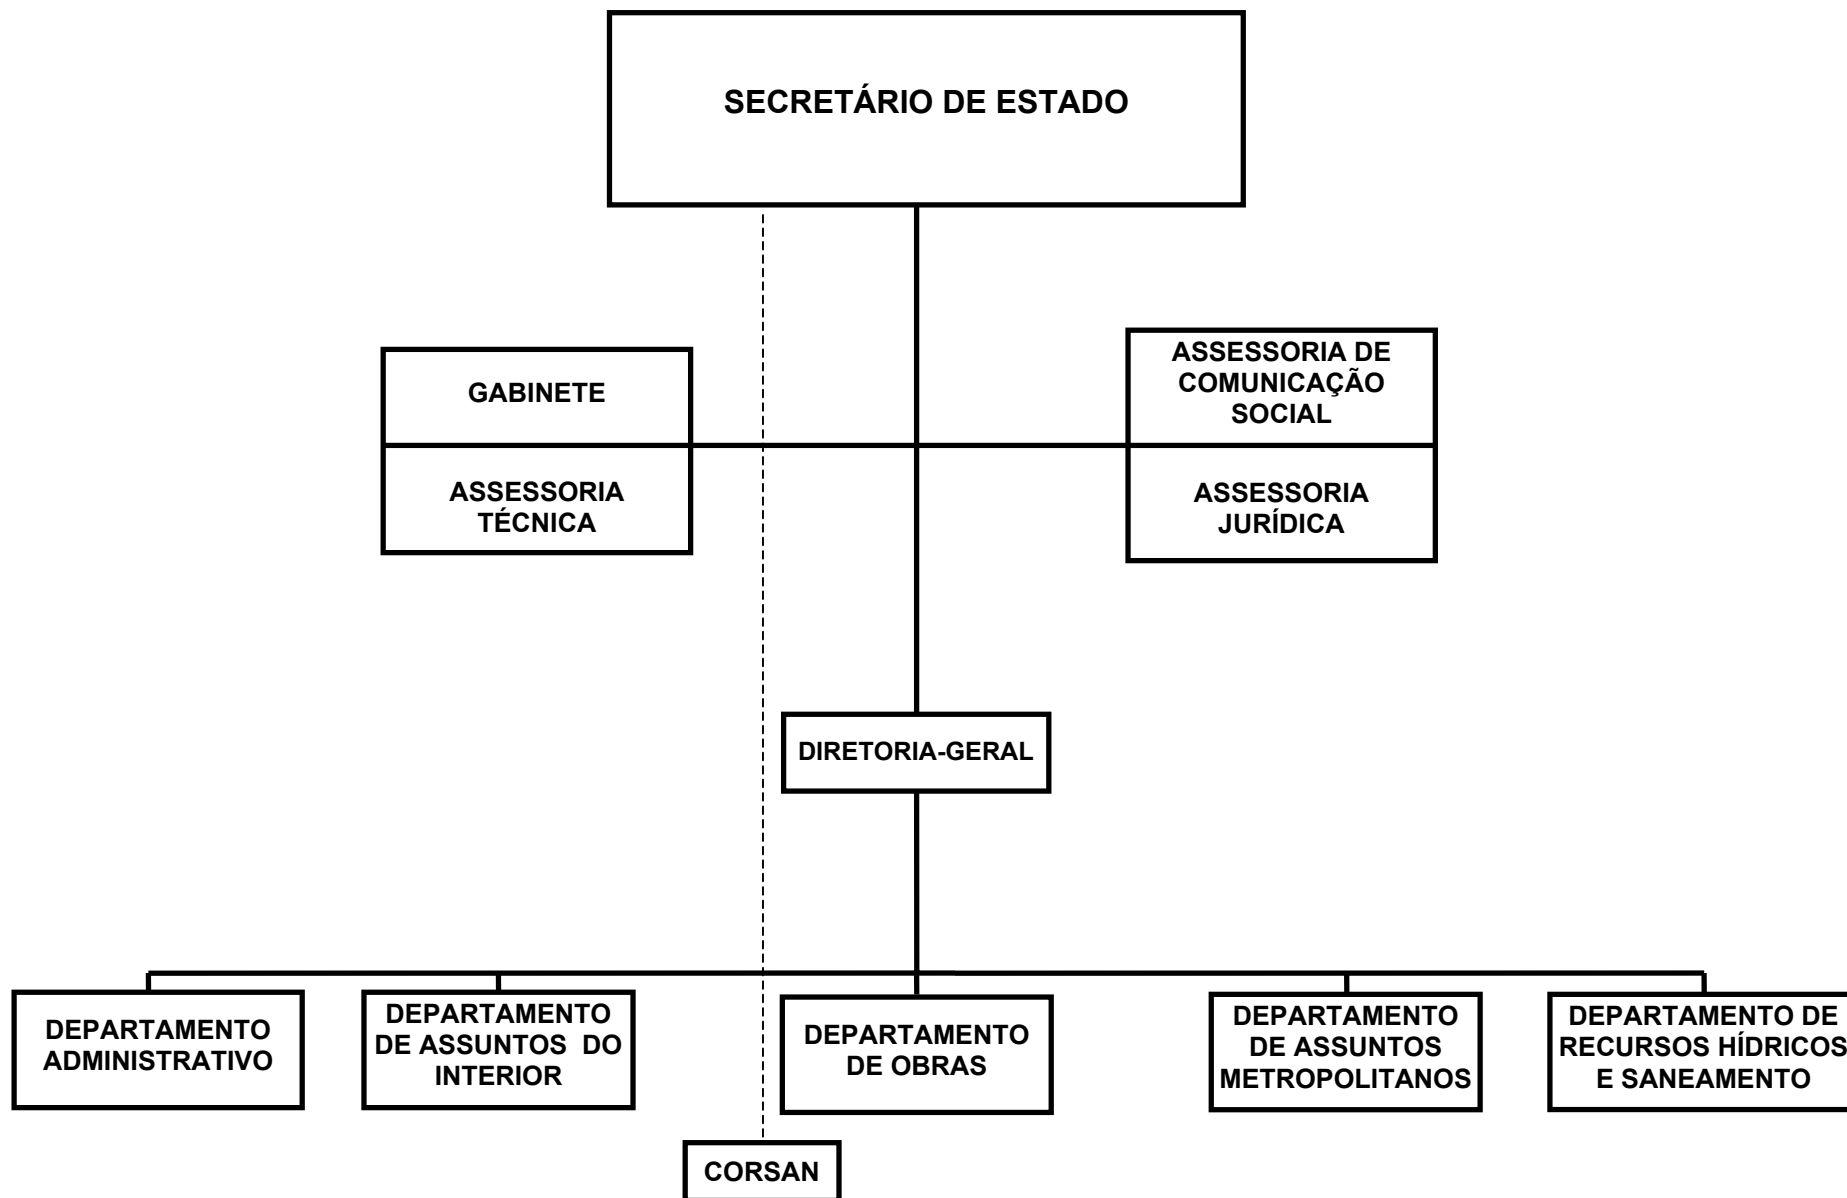 SECRETÁRIO DE ESTADO
GABINETE
ASSESSORIA
TÉCNICA
ASSESSORIA DE
COMUNICAÇÃO
SOCIAL
ASSESSORIA
JURÍDICA
DIRETORIA-GERAL
DEPARTAMENTO
ADMINISTRATIVO
DEPARTAMENTO
DE ASSUNTOS DO
INTERIOR
DEPARTAMENTO
DE OBRAS
DEPARTAMENTO
DE ASSUNTOS
METROPOLITANOS
DEPARTAMENTO DE
RECURSOS HÍDRICOS
E SANEAMENTO
CORSAN